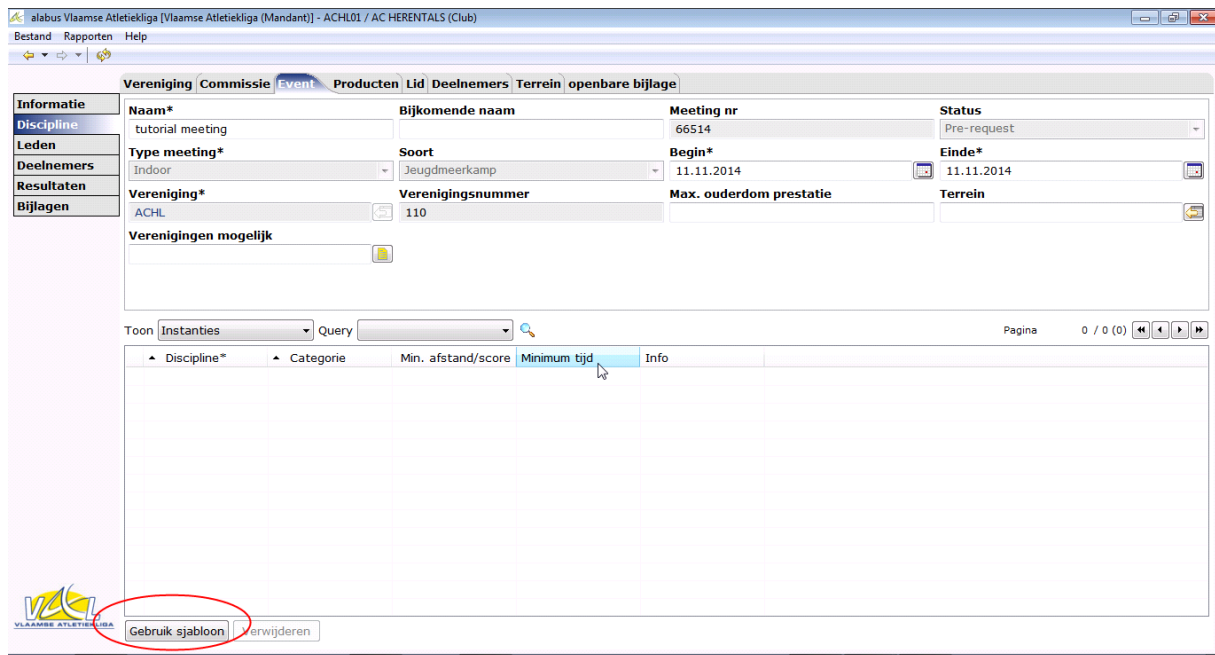 alabus Vlaamse Atletiekliga [Vlaamse Atletiekliga (Mandant)] - ACHL01 / AC HERENTALS (Club)
Bestand Rapporten Help
Vereniging Commissie Event Producten Lid Deelnemers Terrein openbare bijlage
Informatie
Discipline
Leden
Deelnemers
Resultaten
Bijlagen
Naam* Bijkomende naam Meeting nr Status
tutorial meeting 66514 Pre-request
Type meeting* Soort Begin* Einde*
Indoor Jeugdmeerkamp 11.11.2014 11.11.2014
Vereniging* Verenigingsnummer Max. ouderdom prestatie Terrein
ACHL 110
Verenigingen mogelijk
Toon Instanties Query Pagina 0 / 0 (0)
Discipline* Categorie Min. afstand/score Minimum tijd Info
VAL
VLAAMSE ATLETIEKLIGA
Gebruik sjabloon Verwijderen